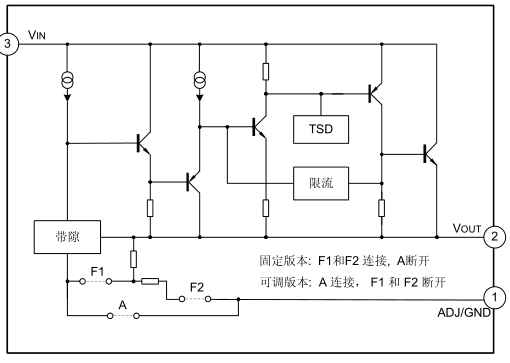 3
VIN
TSD
限流
带隙
VOUT
2
固定版本: F1和F2 连接, A断开
F1
可调版本: A 连接, F1 和 F2 断开
F2
1
A
ADJ/GND